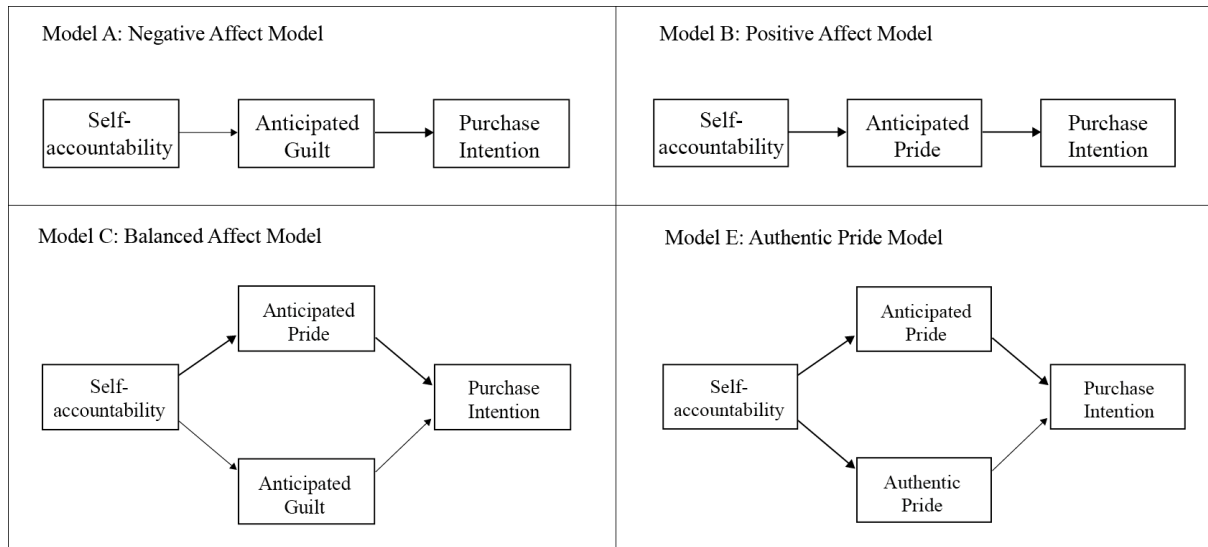 Model A: Negative Affect Model
Self-
accountability
Anticipated
Guilt
Purchase
Intention
Model B: Positive Affect Model
Self-
accountability
Anticipated
Pride
Purchase
Intention
Model C: Balanced Affect Model
Anticipated
Pride
Self-
accountability
Purchase
Intention
Anticipated
Guilt
Model E: Authentic Pride Model
Anticipated
Pride
Self-
accountability
Purchase
Intention
Authentic
Pride